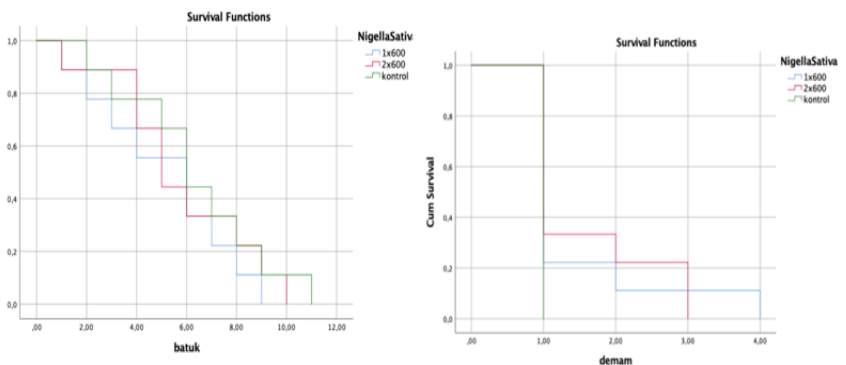 Survival Functions
NigellaSativ
1x600
2x600
kontrol
1,0
0,8
0,6
0,4
0,2
0,0
,00 2,00 4,00 6,00 8,00 10,00 12,00
batuk
Survival Functions
NigellaSativa
1x600
2x600
kontrol
Cum Survival
1,0
0,8
0,6
0,4
0,2
0,0
,00 1,00 2,00 3,00 4,00
demam